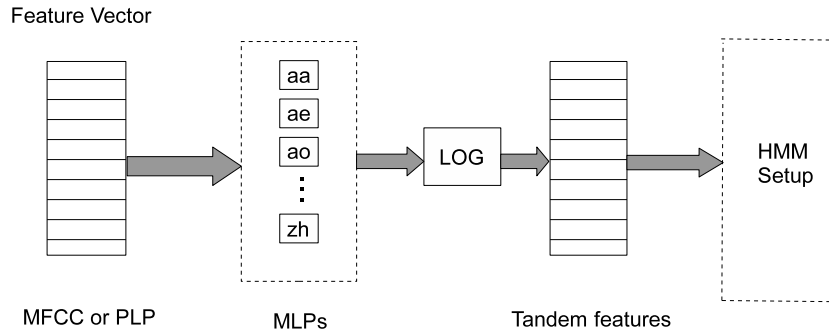 Feature Vector
aa
ae
ao
zh
LOG
HMM
Setup
MFCC or PLP
MLPs
Tandem features